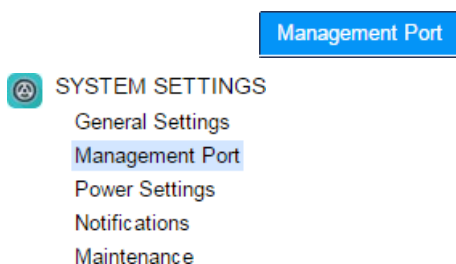 Management Port
SYSTEM SETTINGS
General Settings
Management Port
Power Settings
Notifications
Maintenance